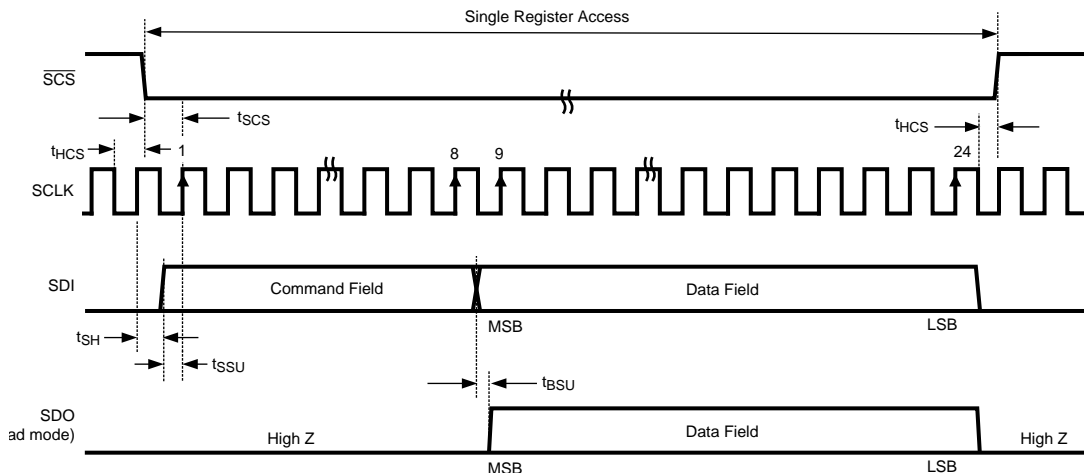 Single Register Access
SCS
tSCS
tHCS
tHCS
1
8
9
24
SCLK
SDI
Command Field
Data Field
MSB
LSB
tSH
tSSU
tBSU
SDO
ad mode)
High Z
Data Field
High Z
MSB
LSB